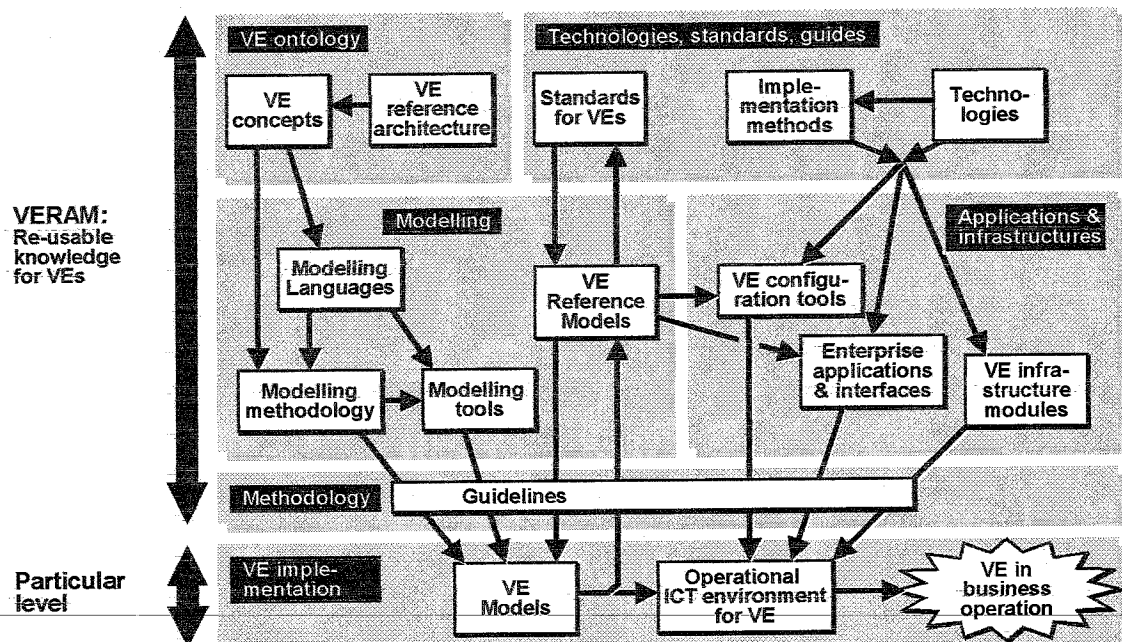 VE ontology
Technologies, standards, guides
VE
concepts
VE
reference
architecture
Standards
for VEs
Imple-
mentation
methods
Techno-
logies
VERAM:
Re-usable
knowledge
for VEs
Modelling
Applications &
infrastructures
Modelling
Languages
VE
Reference
Models
VE configu-
ration tools
Modelling
methodology
Modelling
tools
Enterprise
applications
& interfaces
VE infra-
structure
modules
Methodology
Guidelines
Particular
level
VE imple-
mentation
VE
Models
Operational
ICT environment
for VE
VE in
business
operation